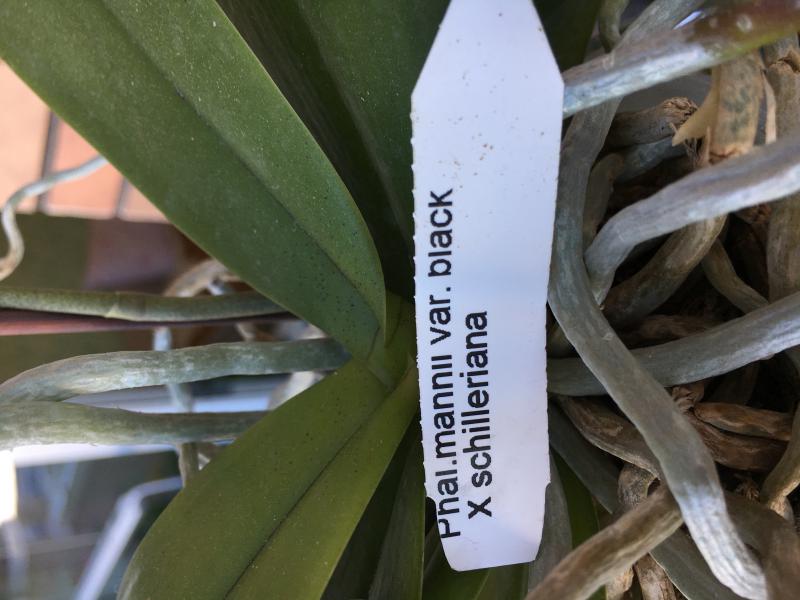 Phal.mannii var. black
X schilleriana